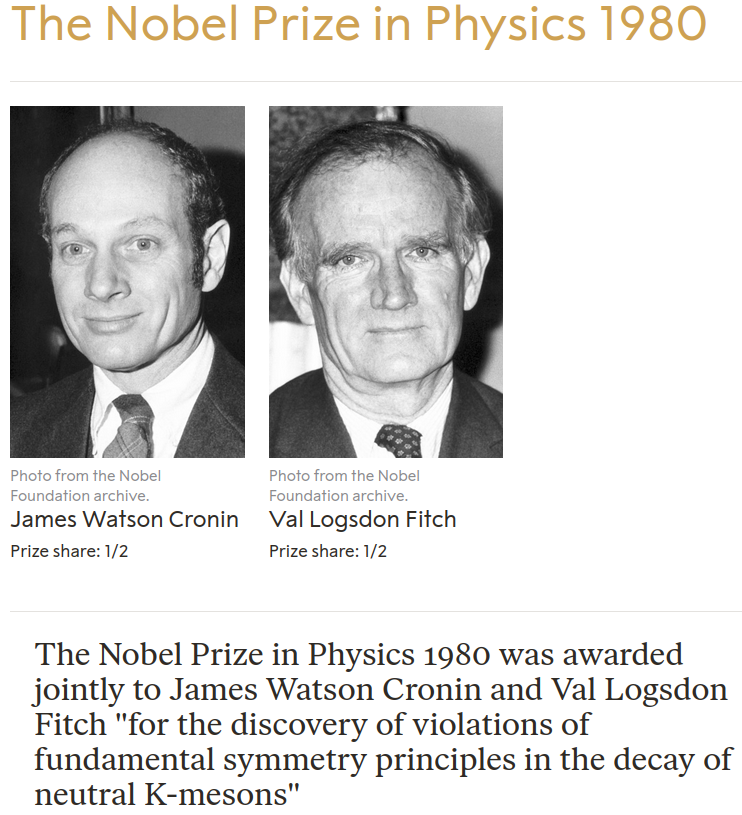 The Nobel Prize in Physics 1980
Photo from the Nobel
Foundation archive.
James Watson Cronin
Prize share: 1/2
Photo from the Nobel
Foundation archive.
Val Logsdon Fitch
Prize share: 1/2
The Nobel Prize in Physics 1980 was awarded
jointly to James Watson Cronin and Val Logsdon
Fitch "for the discovery of violations of
fundamental symmetry principles in the decay of
neutral K-mesons"